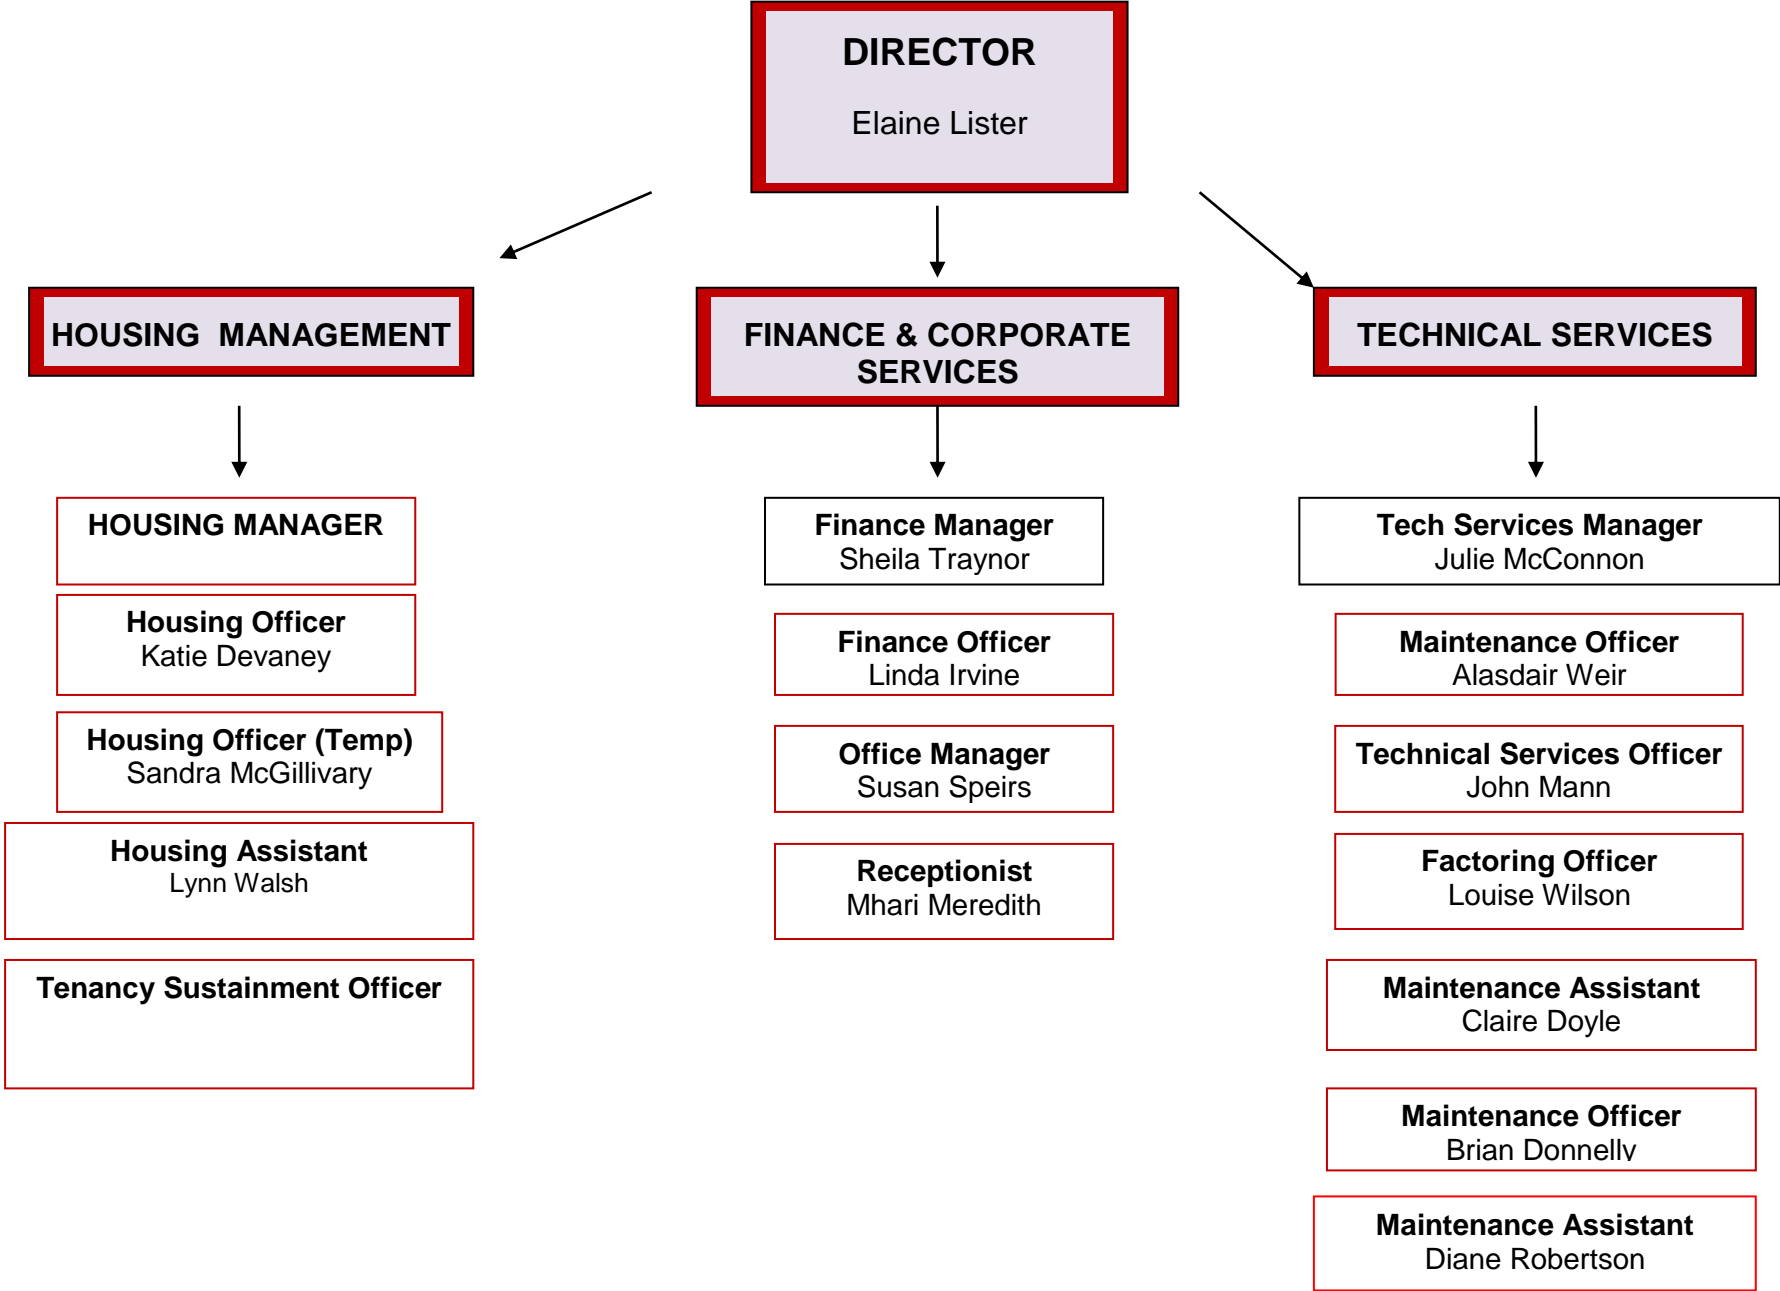 DIRECTOR
Elaine Lister
HOUSING MANAGEMENT
FINANCE & CORPORATE
SERVICES
TECHNICAL SERVICES
HOUSING MANAGER
Housing Officer
Katie Devaney
Housing Officer (Temp)
Sandra McGillivary
Housing Assistant
Lynn Walsh
Tenancy Sustainment Officer
Finance Manager
Sheila Traynor
Finance Officer
Linda Irvine
Office Manager
Susan Speirs
Receptionist
Mhari Meredith
Tech Services Manager
Julie McConnon
Maintenance Officer
Alasdair Weir
Technical Services Officer
John Mann
Factoring Officer
Louise Wilson
Maintenance Assistant
Claire Doyle
Maintenance Officer
Brian Donnelly
Maintenance Assistant
Diane Robertson